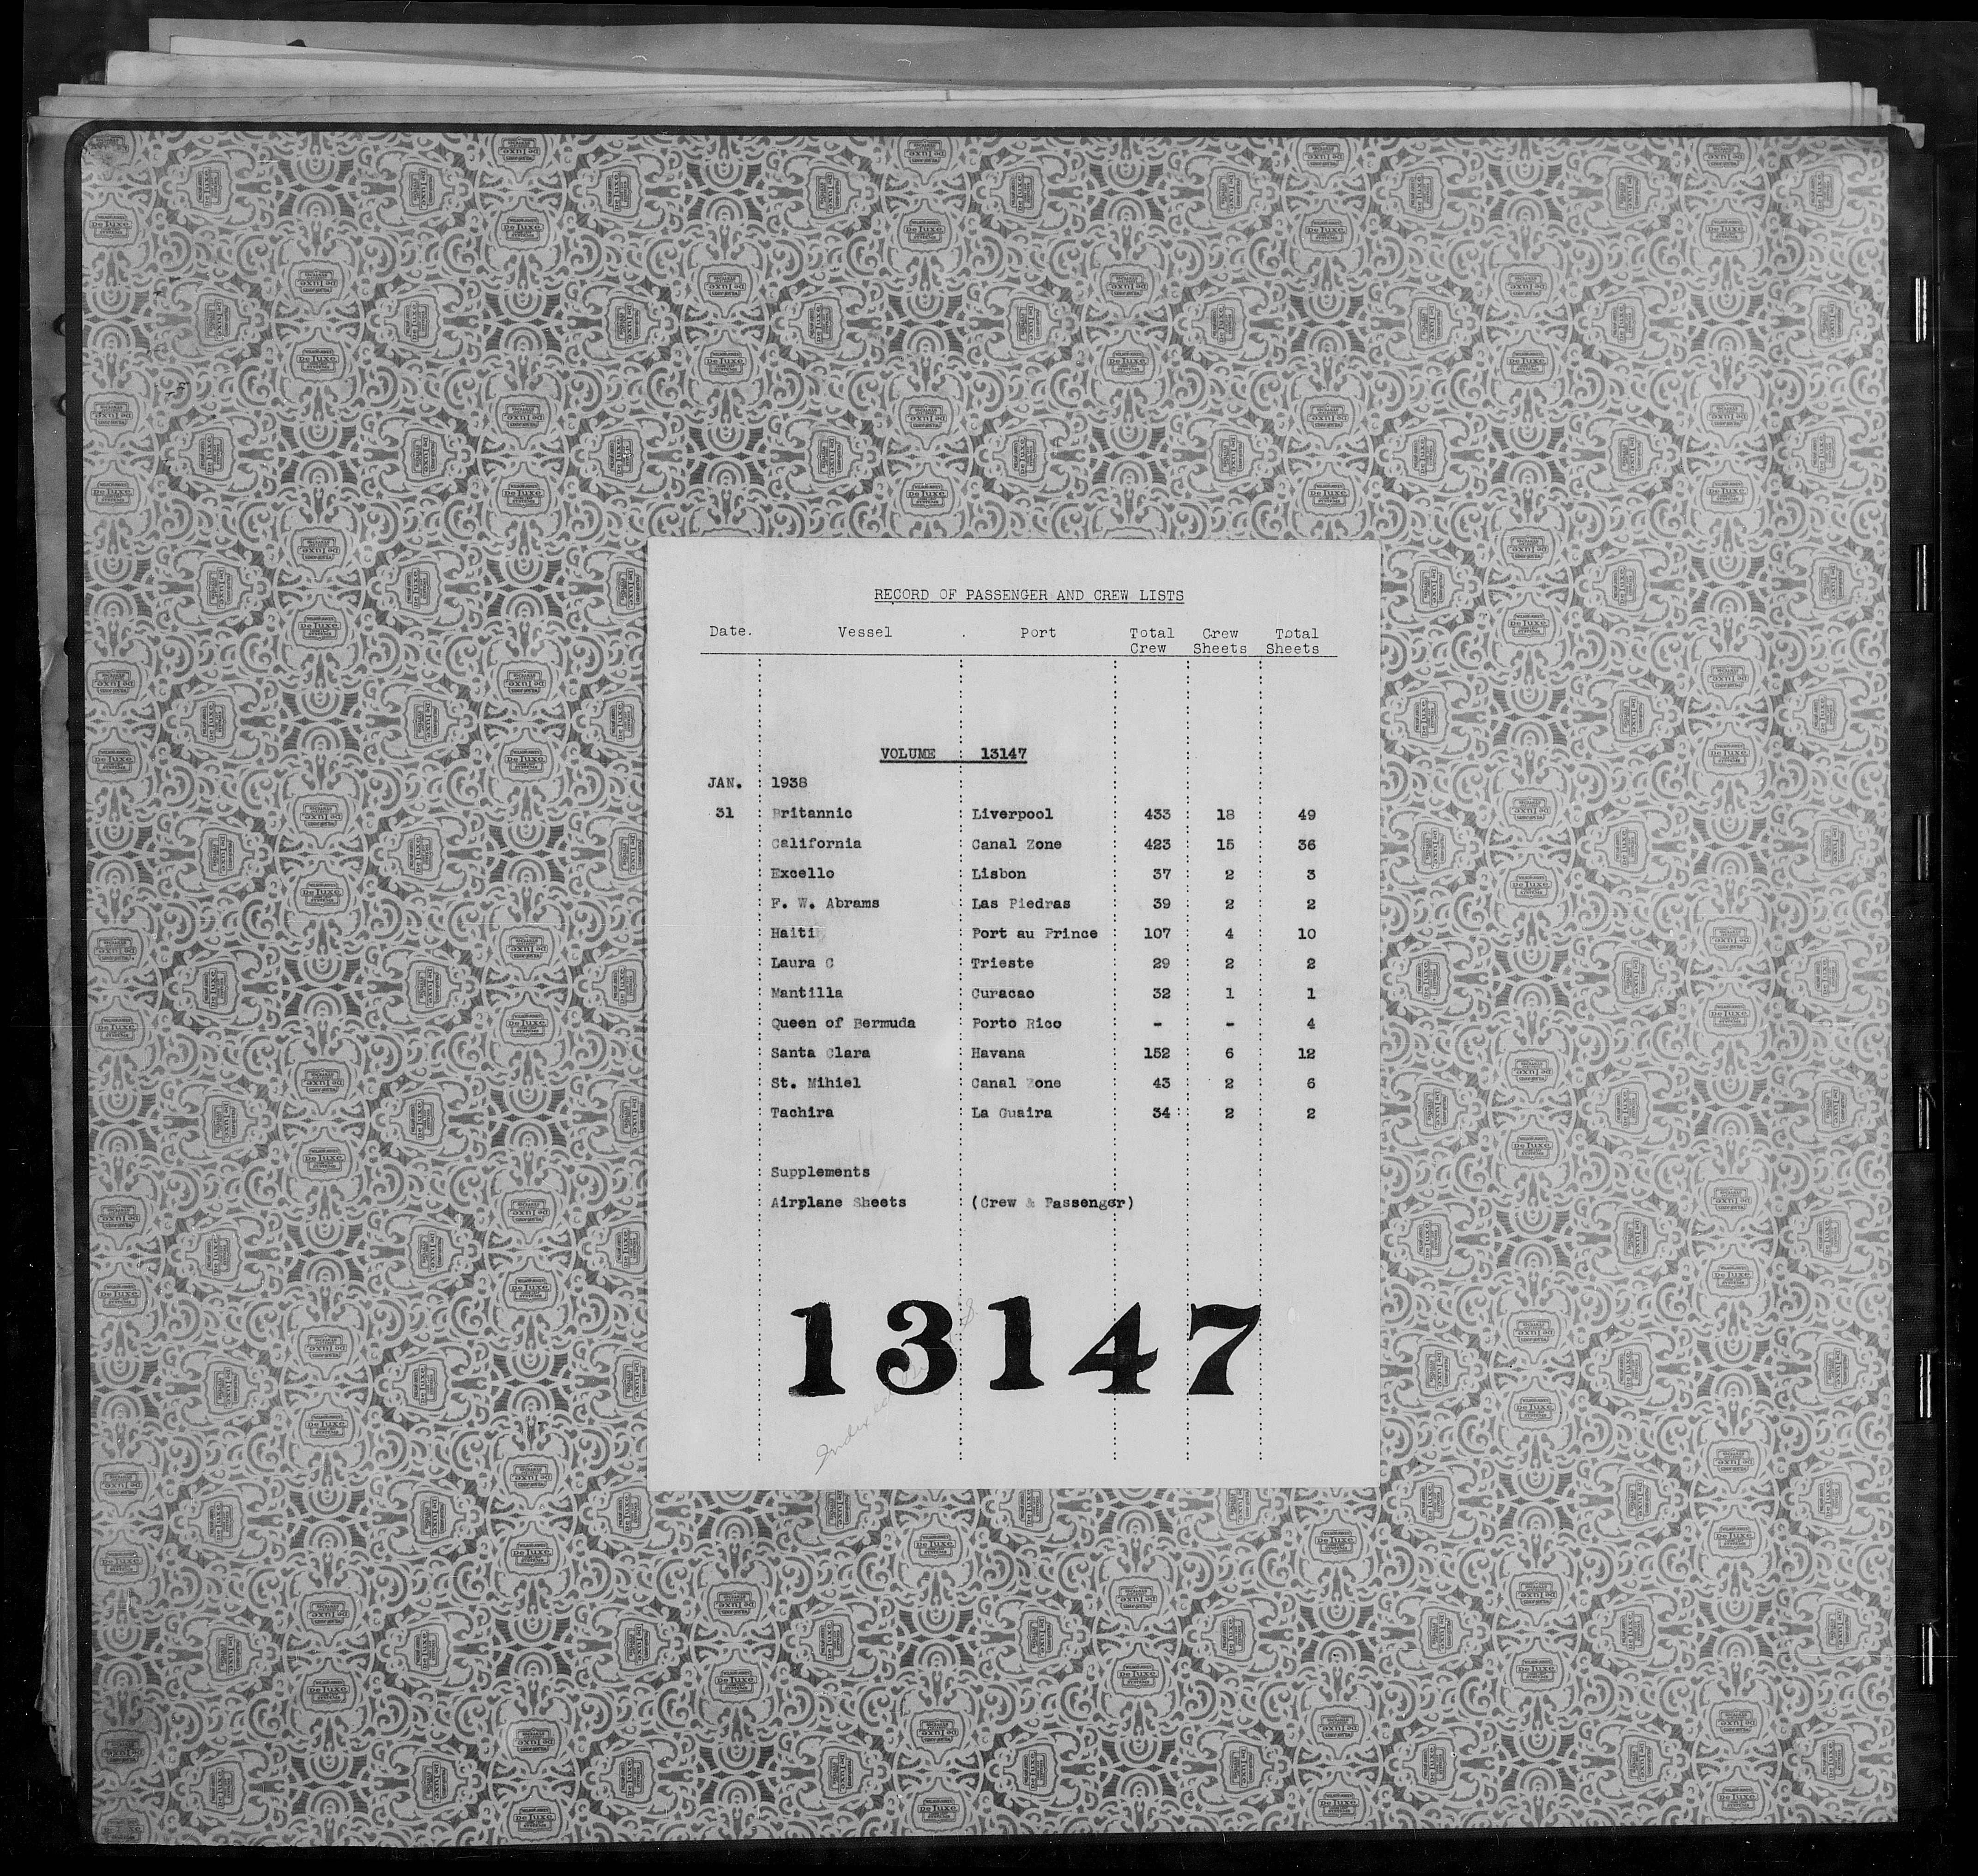 RECORD OF PASSENGER AND CREW LISTS
Date. Vessel . Port Total Crew Crew Sheets Total Sheets
VOLUME 13147
JAN. 1938
31 Britannic Liverpool 433 18 49
California Canal Zone 423 15 36
Excello Lisbon 37 2 3
F. W. Abrams Las Piedras 39 2 2
Haiti Port au Prince 107 4 10
Laura C Trieste 29 2 2
Mantilla Curacao 32 1 1
Queen of Bermuda Porto Rico - - 4
Santa Clara Havana 152 6 12
St. Mihiel Canal Zone 43 2 6
Tachira La Guaira 34 2 2
Supplements
Airplane Sheets (Crew & Passenger)
13147
Indexed